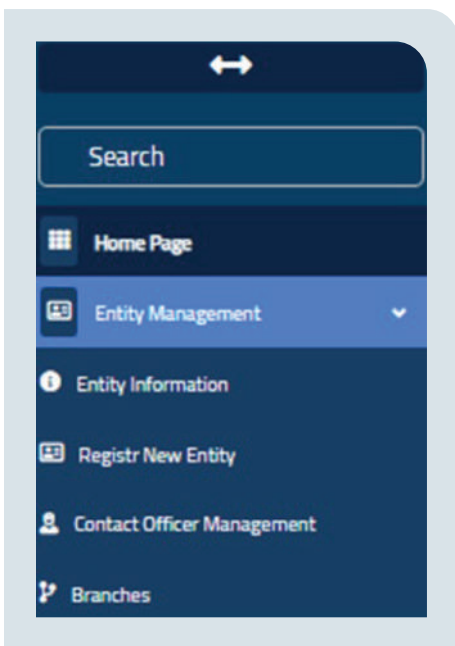 Search
Home Page
Entity Management
Entity Information
Registr New Entity
Contact Officer Management
Branches